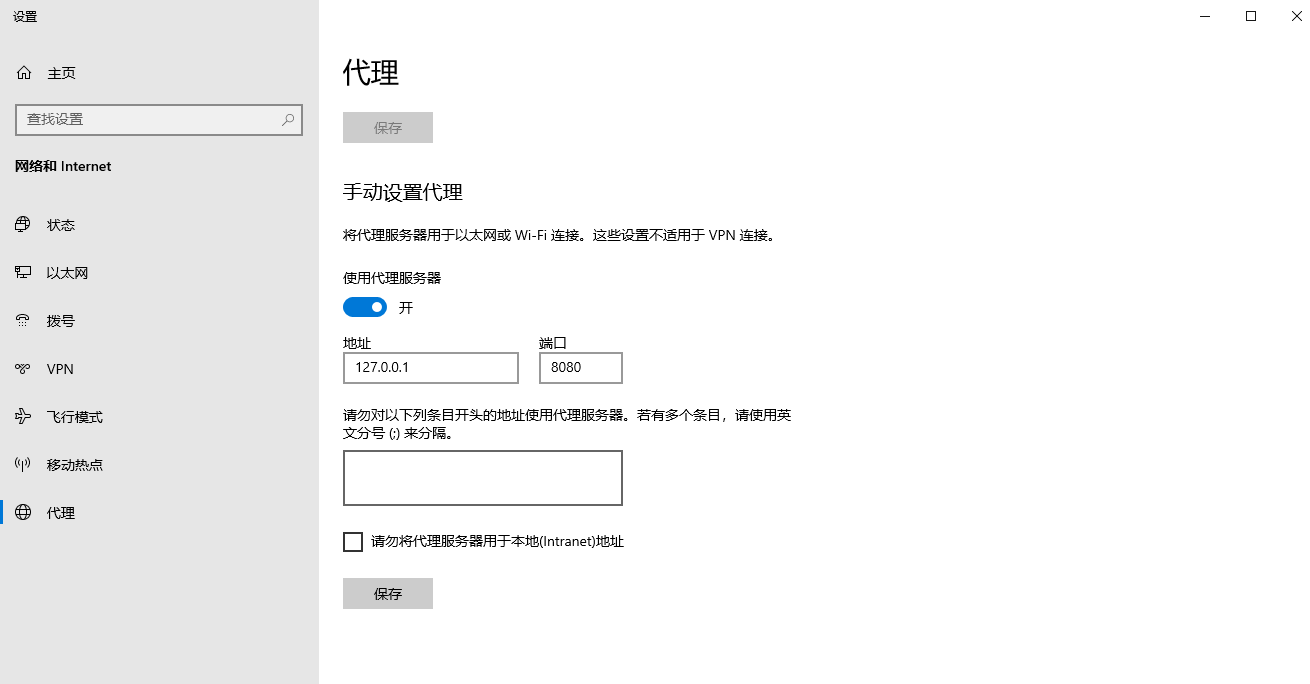 设置
主页
查找设置
网络和 Internet
状态
以太网
拨号
VPN
飞行模式
移动热点
代理
代理
保存
手动设置代理
将代理服务器用于以太网或 Wi-Fi 连接。这些设置不适用于 VPN 连接。
使用代理服务器
开
地址 端口
127.0.0.1 8080
请勿对以下列条目开头的地址使用代理服务器。若有多个条目，请使用英
文分号 (;) 来分隔。
请勿将代理服务器用于本地(Intranet)地址
保存